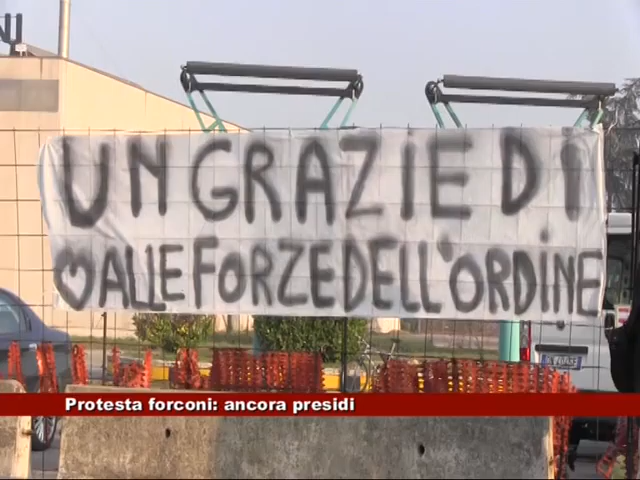 UN GRAZIE DI
♡ ALLE FORZE DELL'ORDiNE
Protesta forconi: ancora presidi